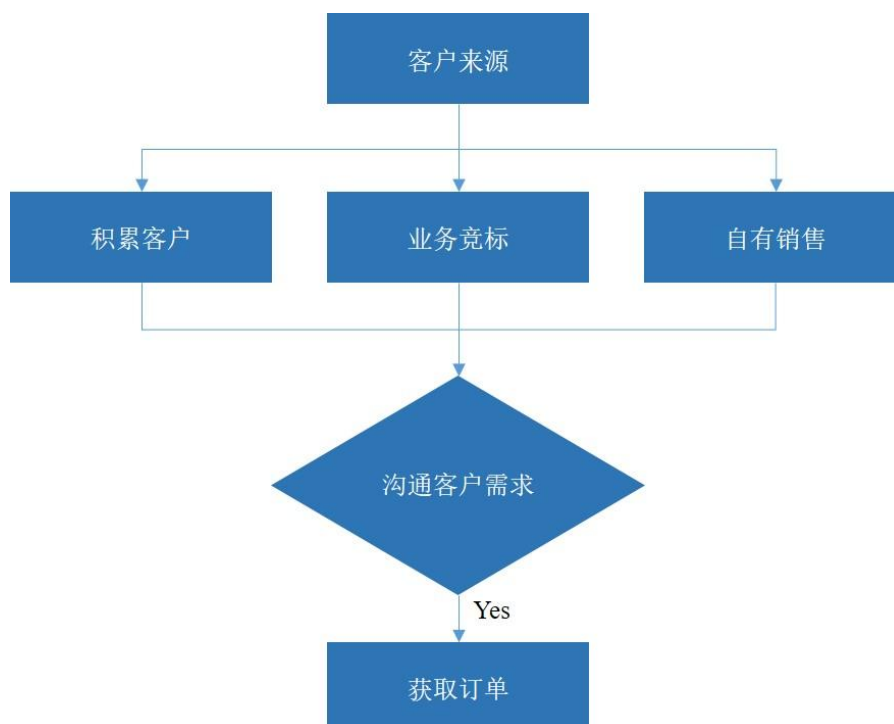 客户来源
积累客户
业务竞标
自有销售
沟通客户需求
Yes
获取订单